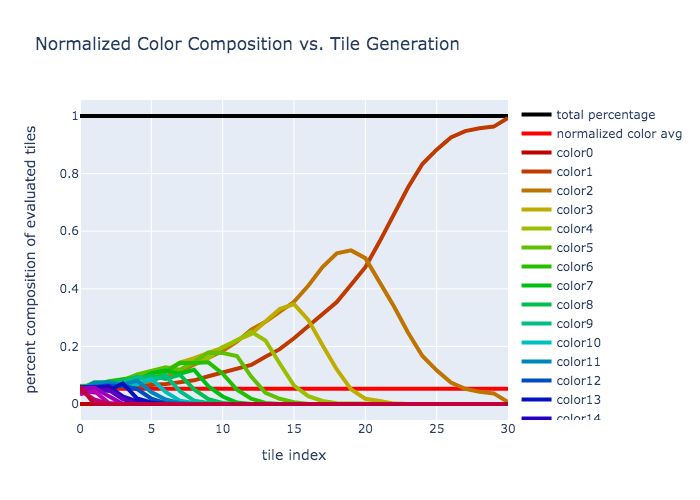 Normalized Color Composition vs. Tile Generation
percent composition of evaluated tiles
1
0.8
0.6
0.4
0.2
0
0 5 10 15 20 25 30
tile index
total percentage
normalized color avg
color0
color1
color2
color3
color4
color5
color6
color7
color8
color9
color10
color11
color12
color13
color14